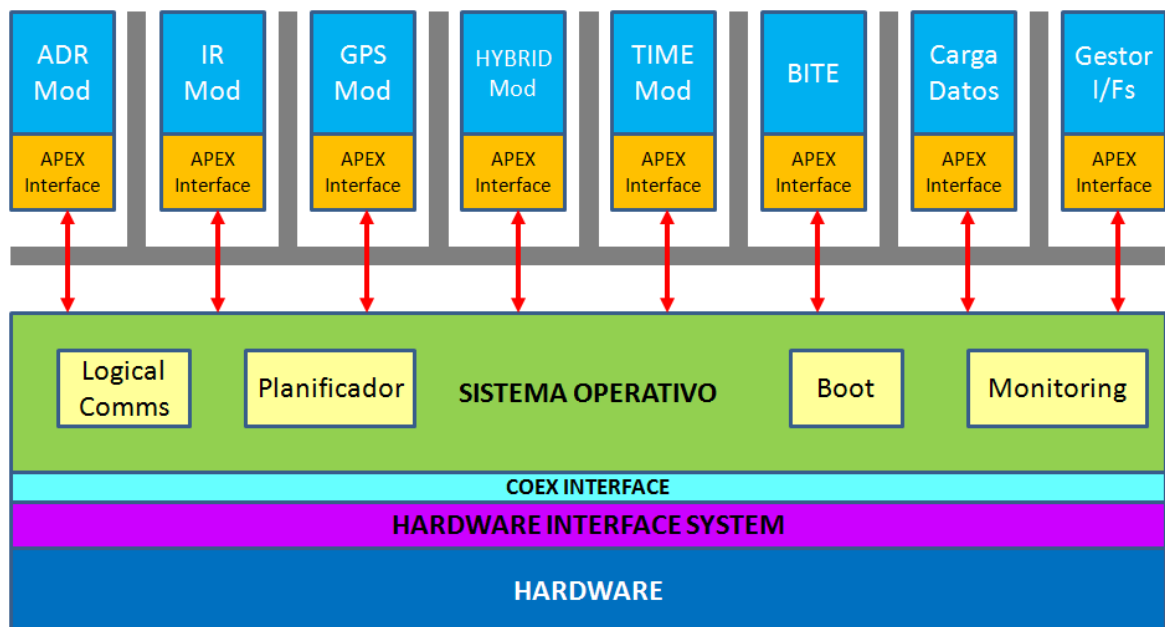 ADR
Mod
IR
Mod
GPS
Mod
HYBRID
Mod
TIME
Mod
BITE
Carga
Datos
Gestor
I/Fs
APEX
Interface
APEX
Interface
APEX
Interface
APEX
Interface
APEX
Interface
APEX
Interface
APEX
Interface
APEX
Interface
Logical
Comms
Planificador
SISTEMA OPERATIVO
Boot
Monitoring
COEX INTERFACE
HARDWARE INTERFACE SYSTEM
HARDWARE